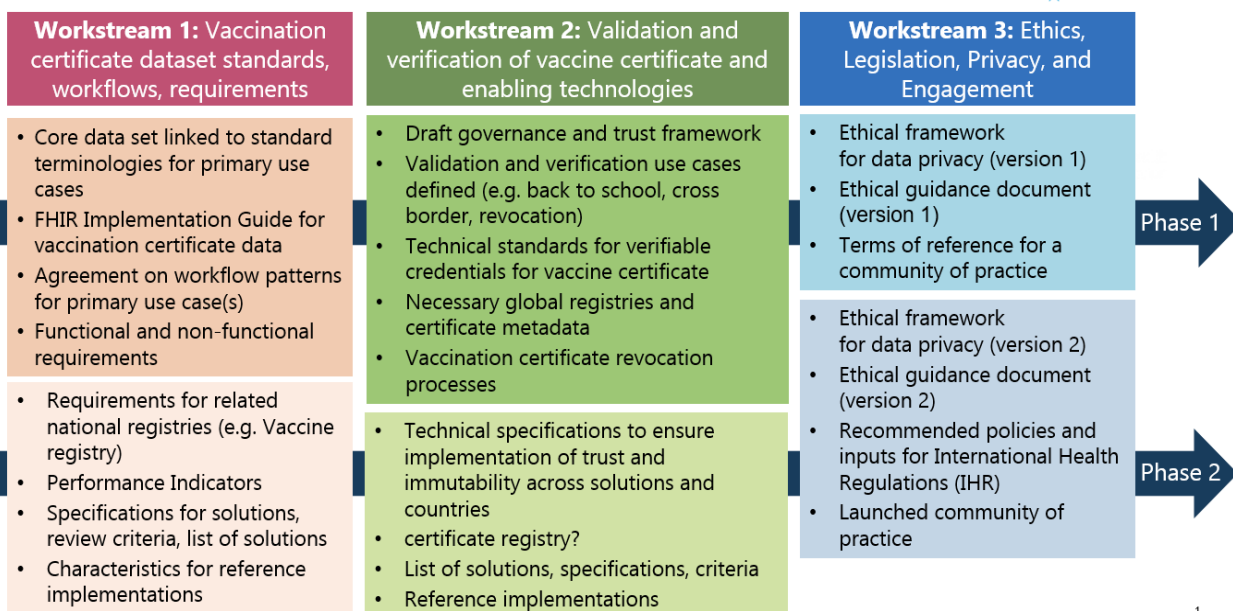 Workstream 1: Vaccination
certificate dataset standards,
workflows, requirements
Workstream 2: Validation and
verification of vaccine certificate and
enabling technologies
Workstream 3: Ethics,
Legislation, Privacy, and
Engagement
• Core data set linked to standard
terminologies for primary use
cases
• FHIR Implementation Guide for
vaccination certificate data
• Agreement on workflow patterns
for primary use case(s)
• Functional and non-functional
requirements
• Draft governance and trust framework
• Validation and verification use cases
defined (e.g. back to school, cross
border, revocation)
• Technical standards for verifiable
credentials for vaccine certificate
• Necessary global registries and
certificate metadata
• Vaccination certificate revocation
processes
• Ethical framework
for data privacy (version 1)
• Ethical guidance document
(version 1)
• Terms of reference for a
community of practice
Phase 1
• Requirements for related
national registries (e.g. Vaccine
registry)
• Performance Indicators
• Specifications for solutions,
review criteria, list of solutions
• Characteristics for reference
implementations
• Technical specifications to ensure
implementation of trust and
immutability across solutions and
countries
• certificate registry?
• List of solutions, specifications, criteria
• Reference implementations
• Ethical framework
for data privacy (version 2)
• Ethical guidance document
(version 2)
• Recommended policies and
inputs for International Health
Regulations (IHR)
• Launched community of
practice
Phase 2
1